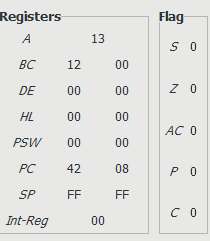 Registers Flag
A 13 S 0
BC 12 00
DE 00 00 Z 0
HL 00 00
PSW 00 00 AC 0
PC 42 08 P 0
SP FF FF
Int-Reg 00 C 0